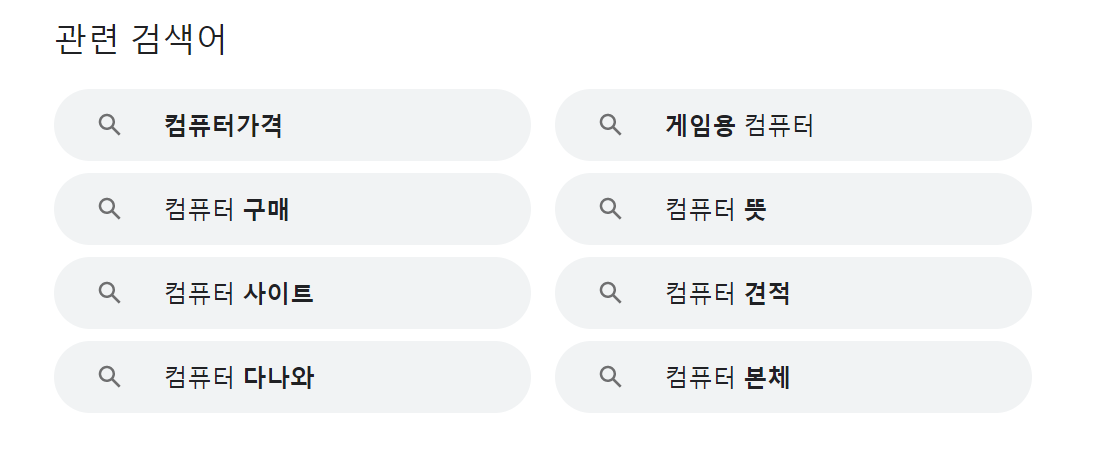 관련 검색어
컴퓨터가격
게임용 컴퓨터
컴퓨터 구매
컴퓨터 뜻
컴퓨터 사이트
컴퓨터 견적
컴퓨터 다나와
컴퓨터 본체